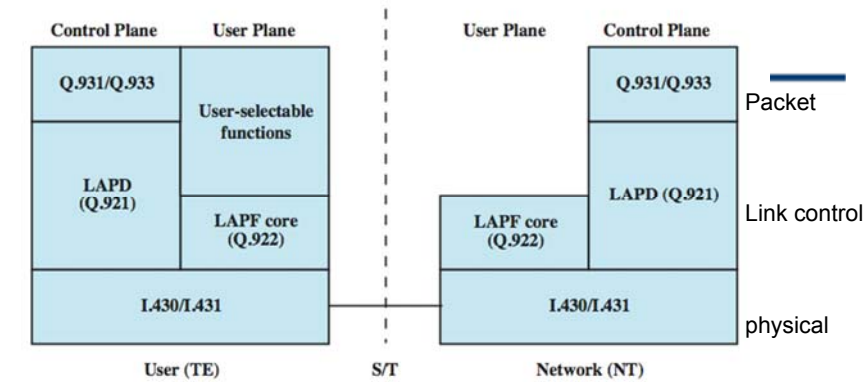 Control Plane
User Plane
User Plane
Control Plane
Q.931/Q.933
User-selectable
functions
LAPD
(Q.921)
LAPF core
(Q.922)
I.430/I.431
Q.931/Q.933
LAPD (Q.921)
LAPF core
(Q.922)
I.430/I.431
Packet
Link control
physical
User (TE)
S/T
Network (NT)